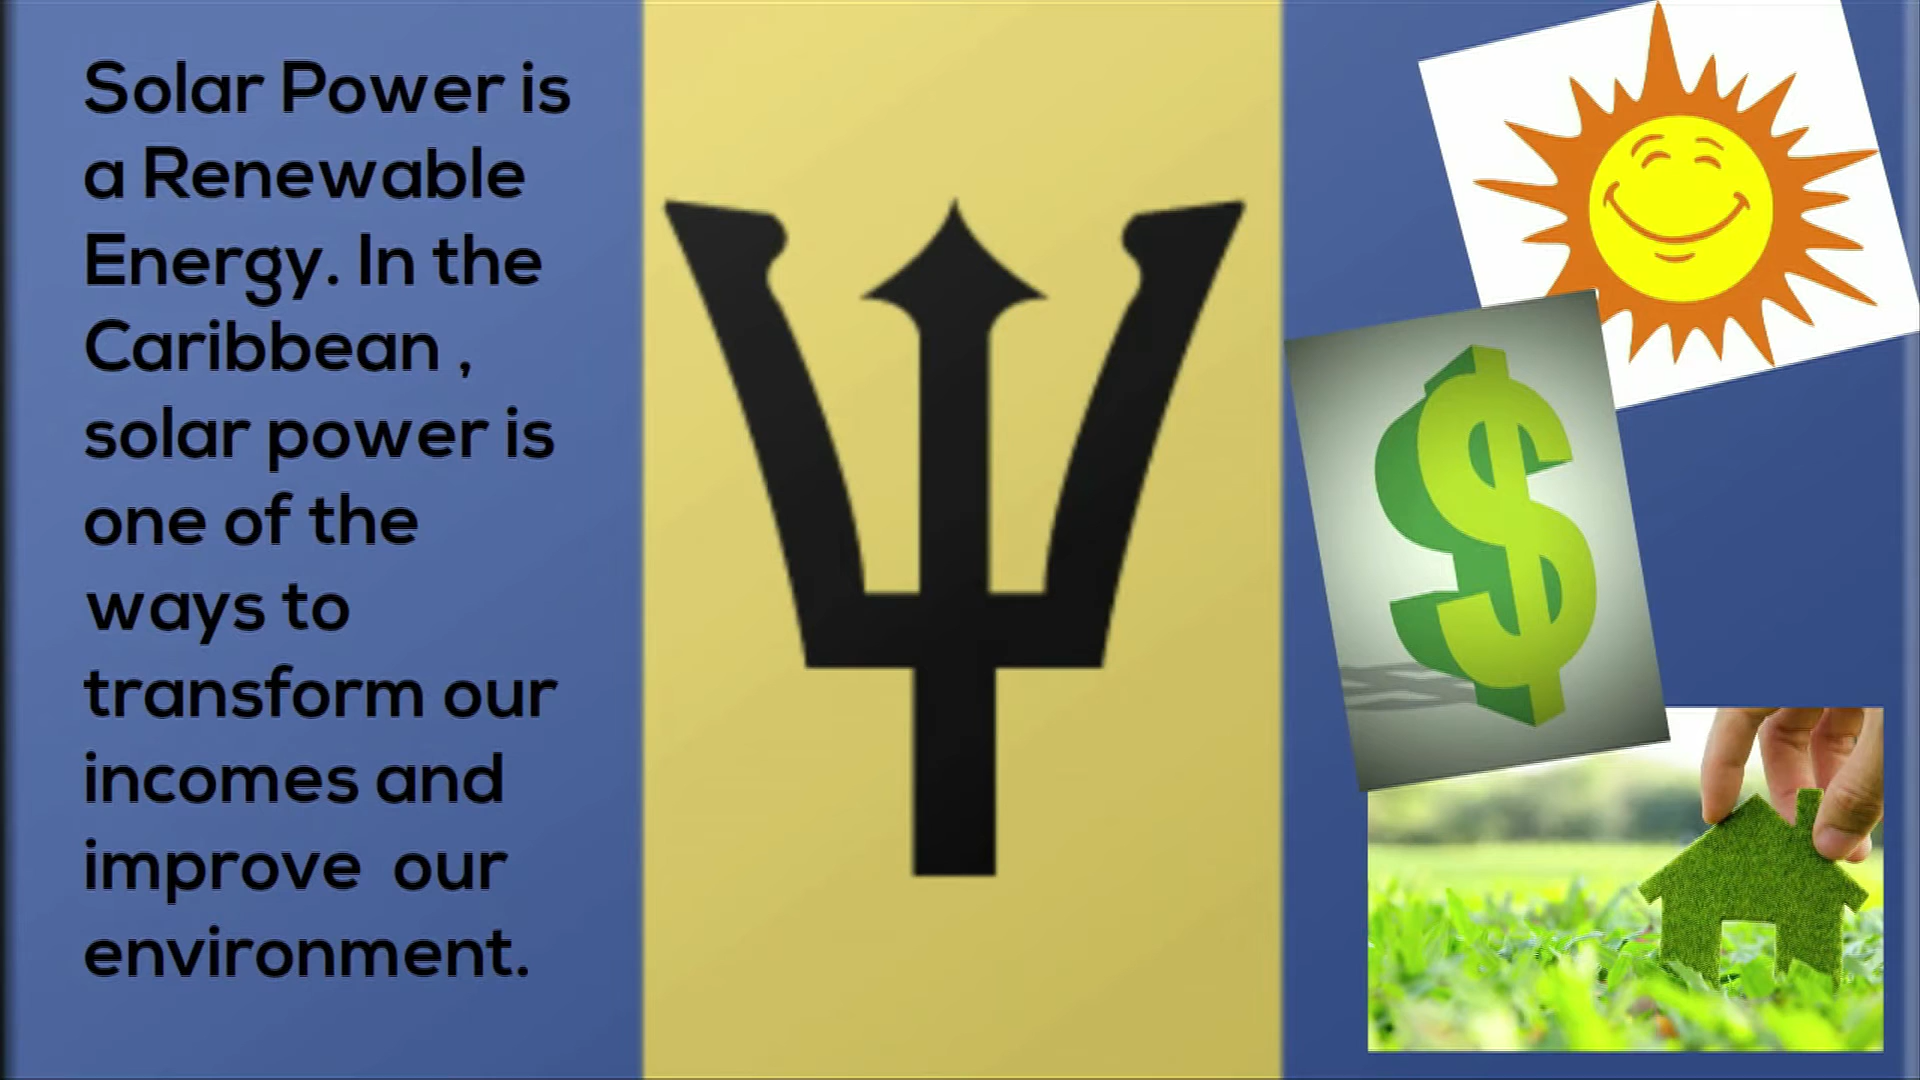 Solar Power is
a Renewable
Energy. In the
Caribbean ,
solar power is
one of the
ways to
transform our
incomes and
improve  our
environment.
$